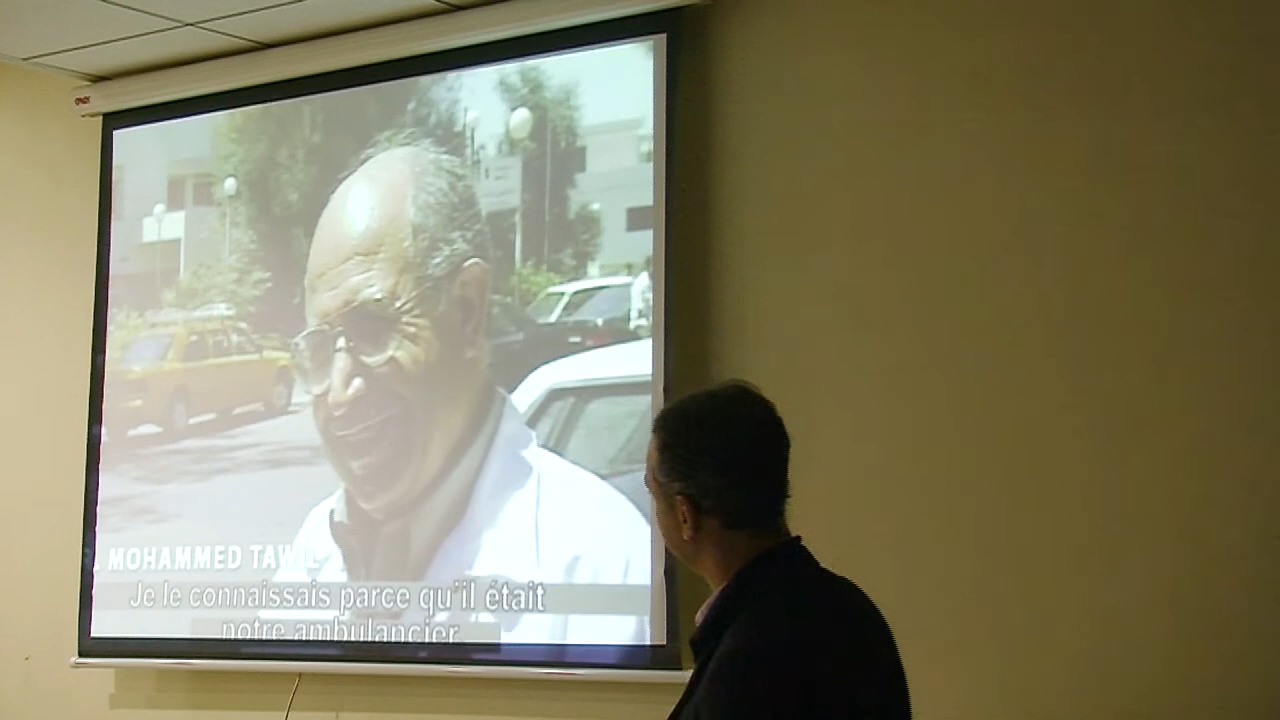 MOHAMMED TAWIL
Je le connaissais parce qu'il était
notre ambulancier